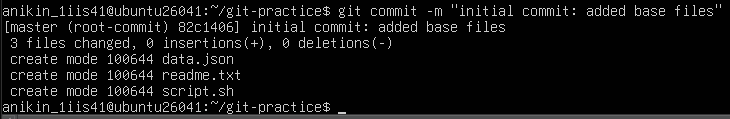 anikin_1iis41@ubuntu26041:~/git-practice$ git commit -m "initial commit: added base files"
[master (root-commit) 82c1406] initial commit: added base files
 3 files changed, 0 insertions(+), 0 deletions(-)
 create mode 100644 data.json
 create mode 100644 readme.txt
 create mode 100644 script.sh
anikin_1iis41@ubuntu26041:~/git-practice$ _